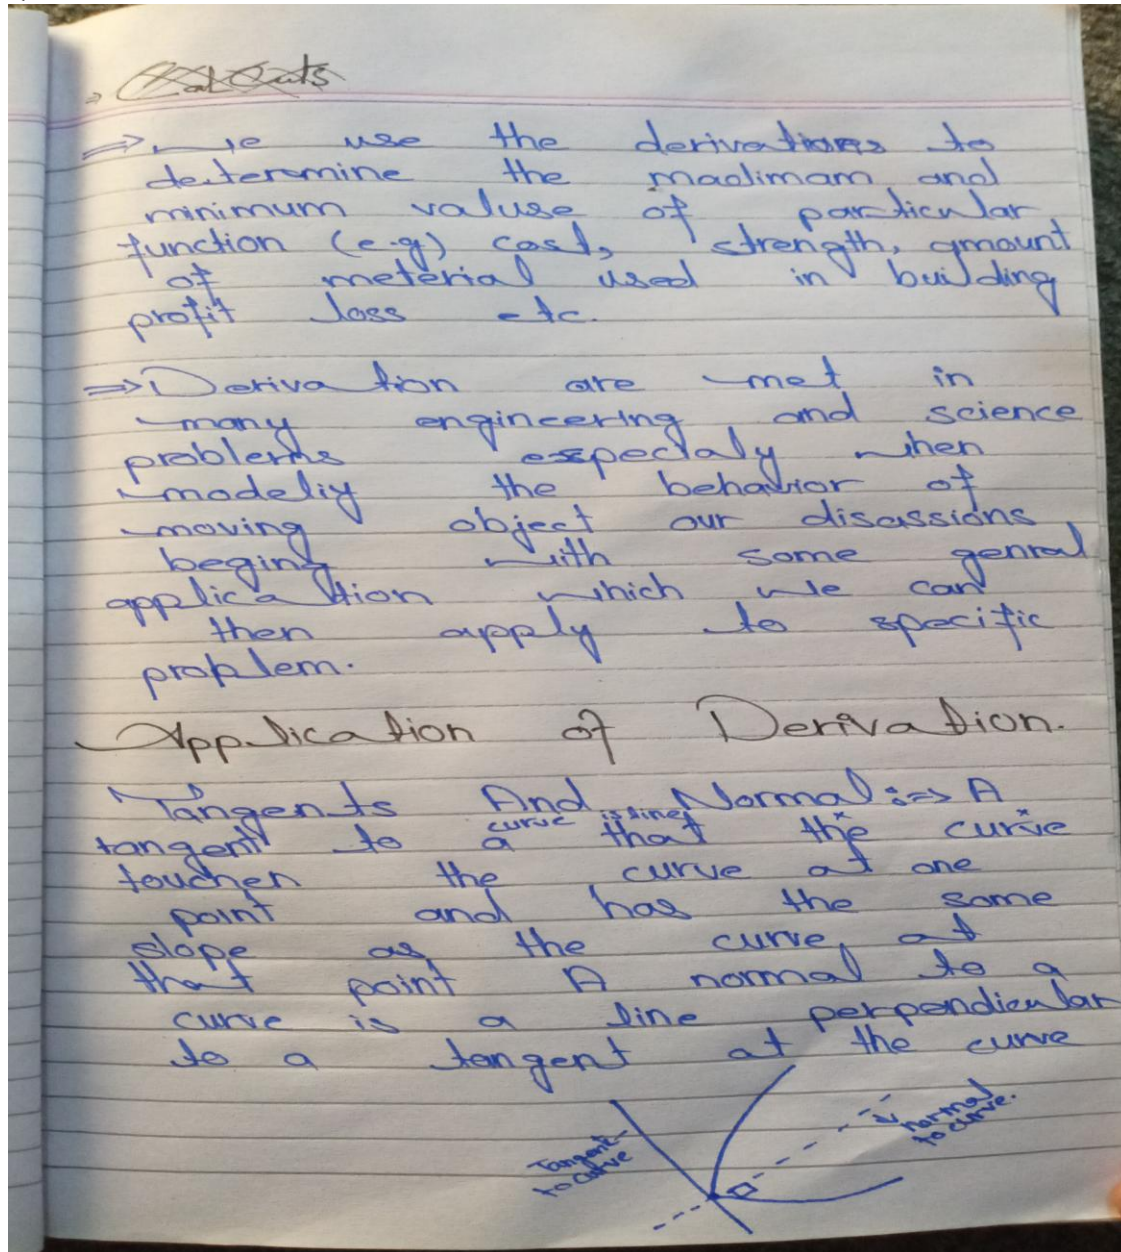 ⇒ We use the derivations to
determine the madimam and
minimum valuse of particular
function (e.g) cost, strength, amount
of meterial used in building
profit loss etc.
⇒ Derivation are met in
many engineering and science
problems especialy when
modeliy the behavior of
moving object our disassions
begins with some genral
application which we can
then apply to specific
problem.
Application of Derivation.
Tangents And Normal :⇒ A
tangent to a curve is line that the curve
touchen the curve at one
point and has the same
slope as the curve, at
that point A normal to a
curve is a line perpendicular
to a tangent at the curve
Tangent
to curve
normal
to curve.